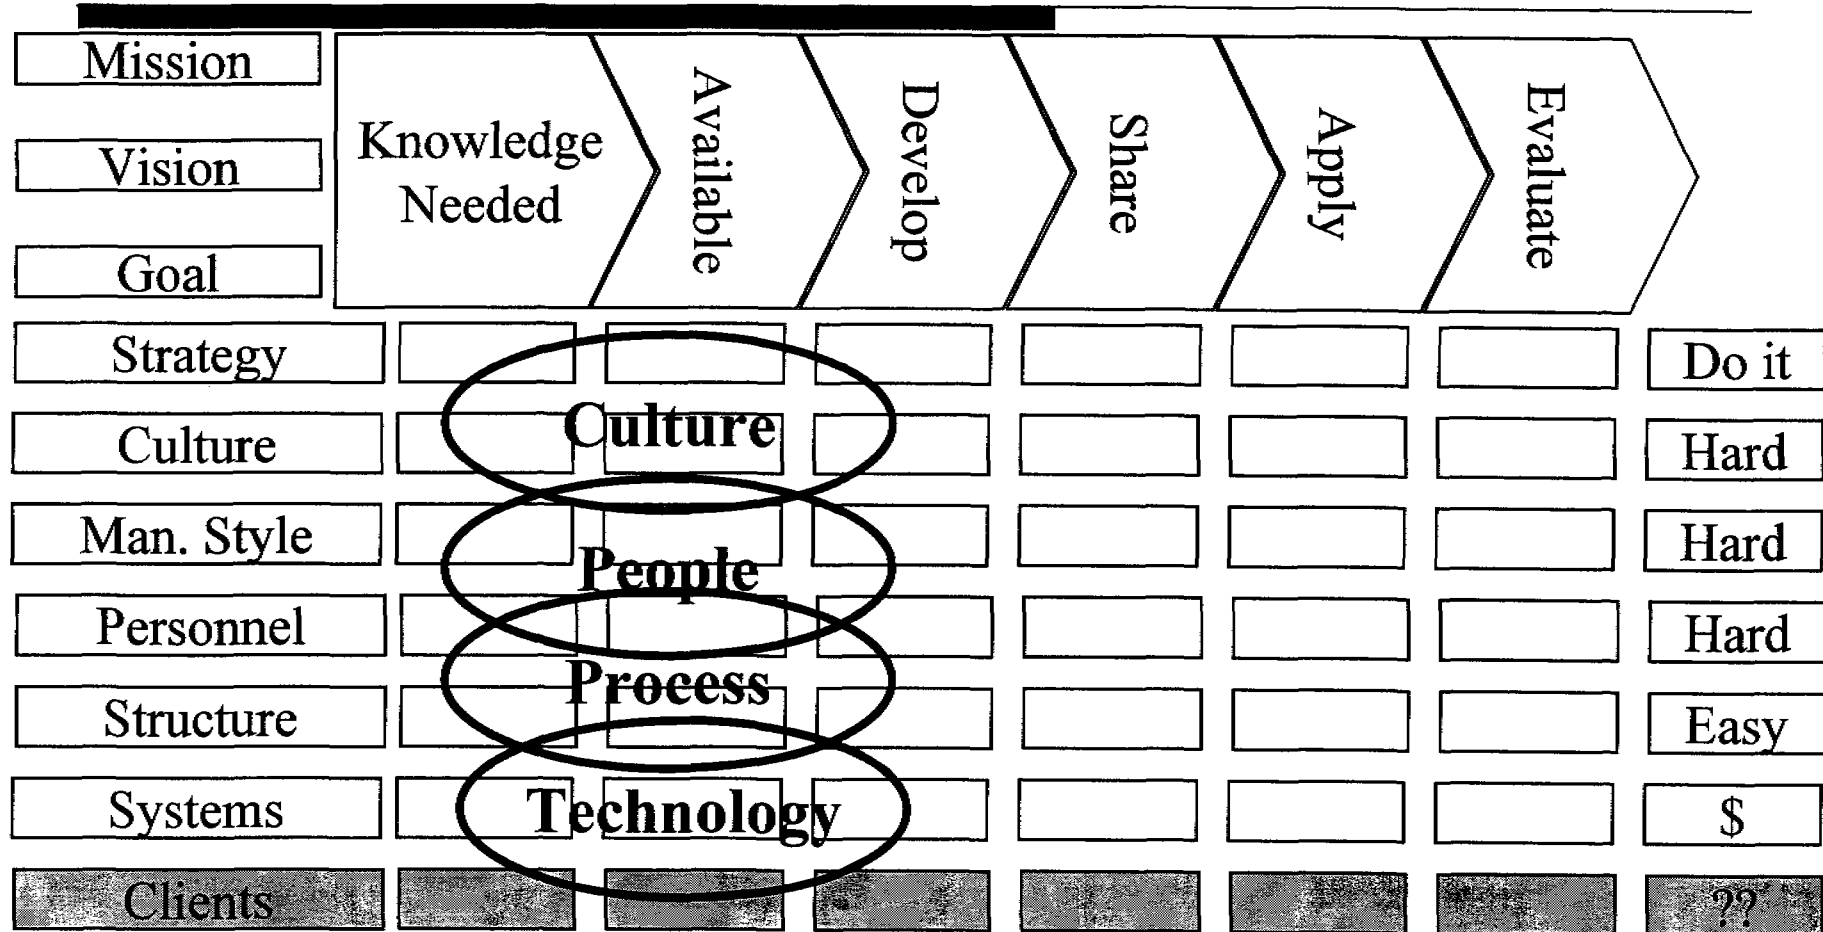 Mission
Vision
Goal
Knowledge
Needed
Available
Develop
Share
Apply
Evaluate
Strategy
Do it
Culture
Culture
Hard
Man. Style
People
Hard
Personnel
Hard
Process
Structure
Easy
Systems
Technology
$
Clients
??